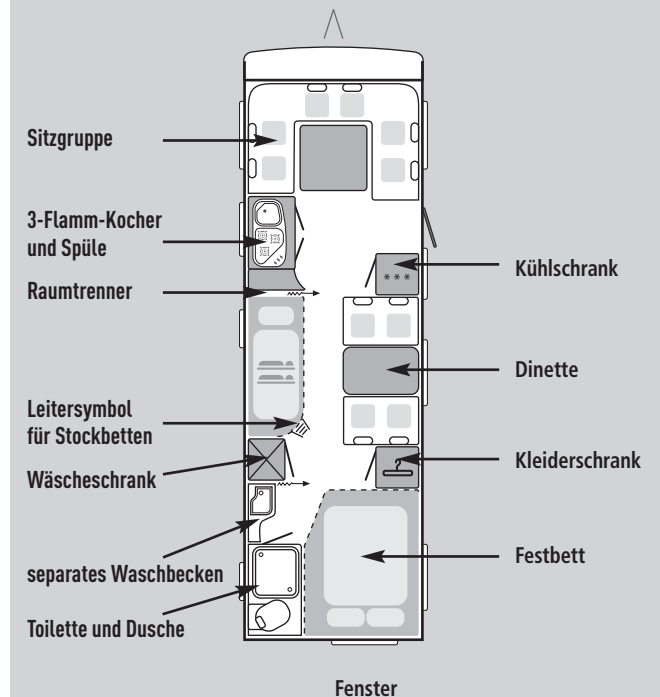 Sitzgruppe
3-Flamm-Kocher
und Spüle
Raumtrenner
Leitersymbol
für Stockbetten
Wäscheschrank
separates Waschbecken
Toilette und Dusche
Kühlschrank
Dinette
Kleiderschrank
Festbett
Fenster